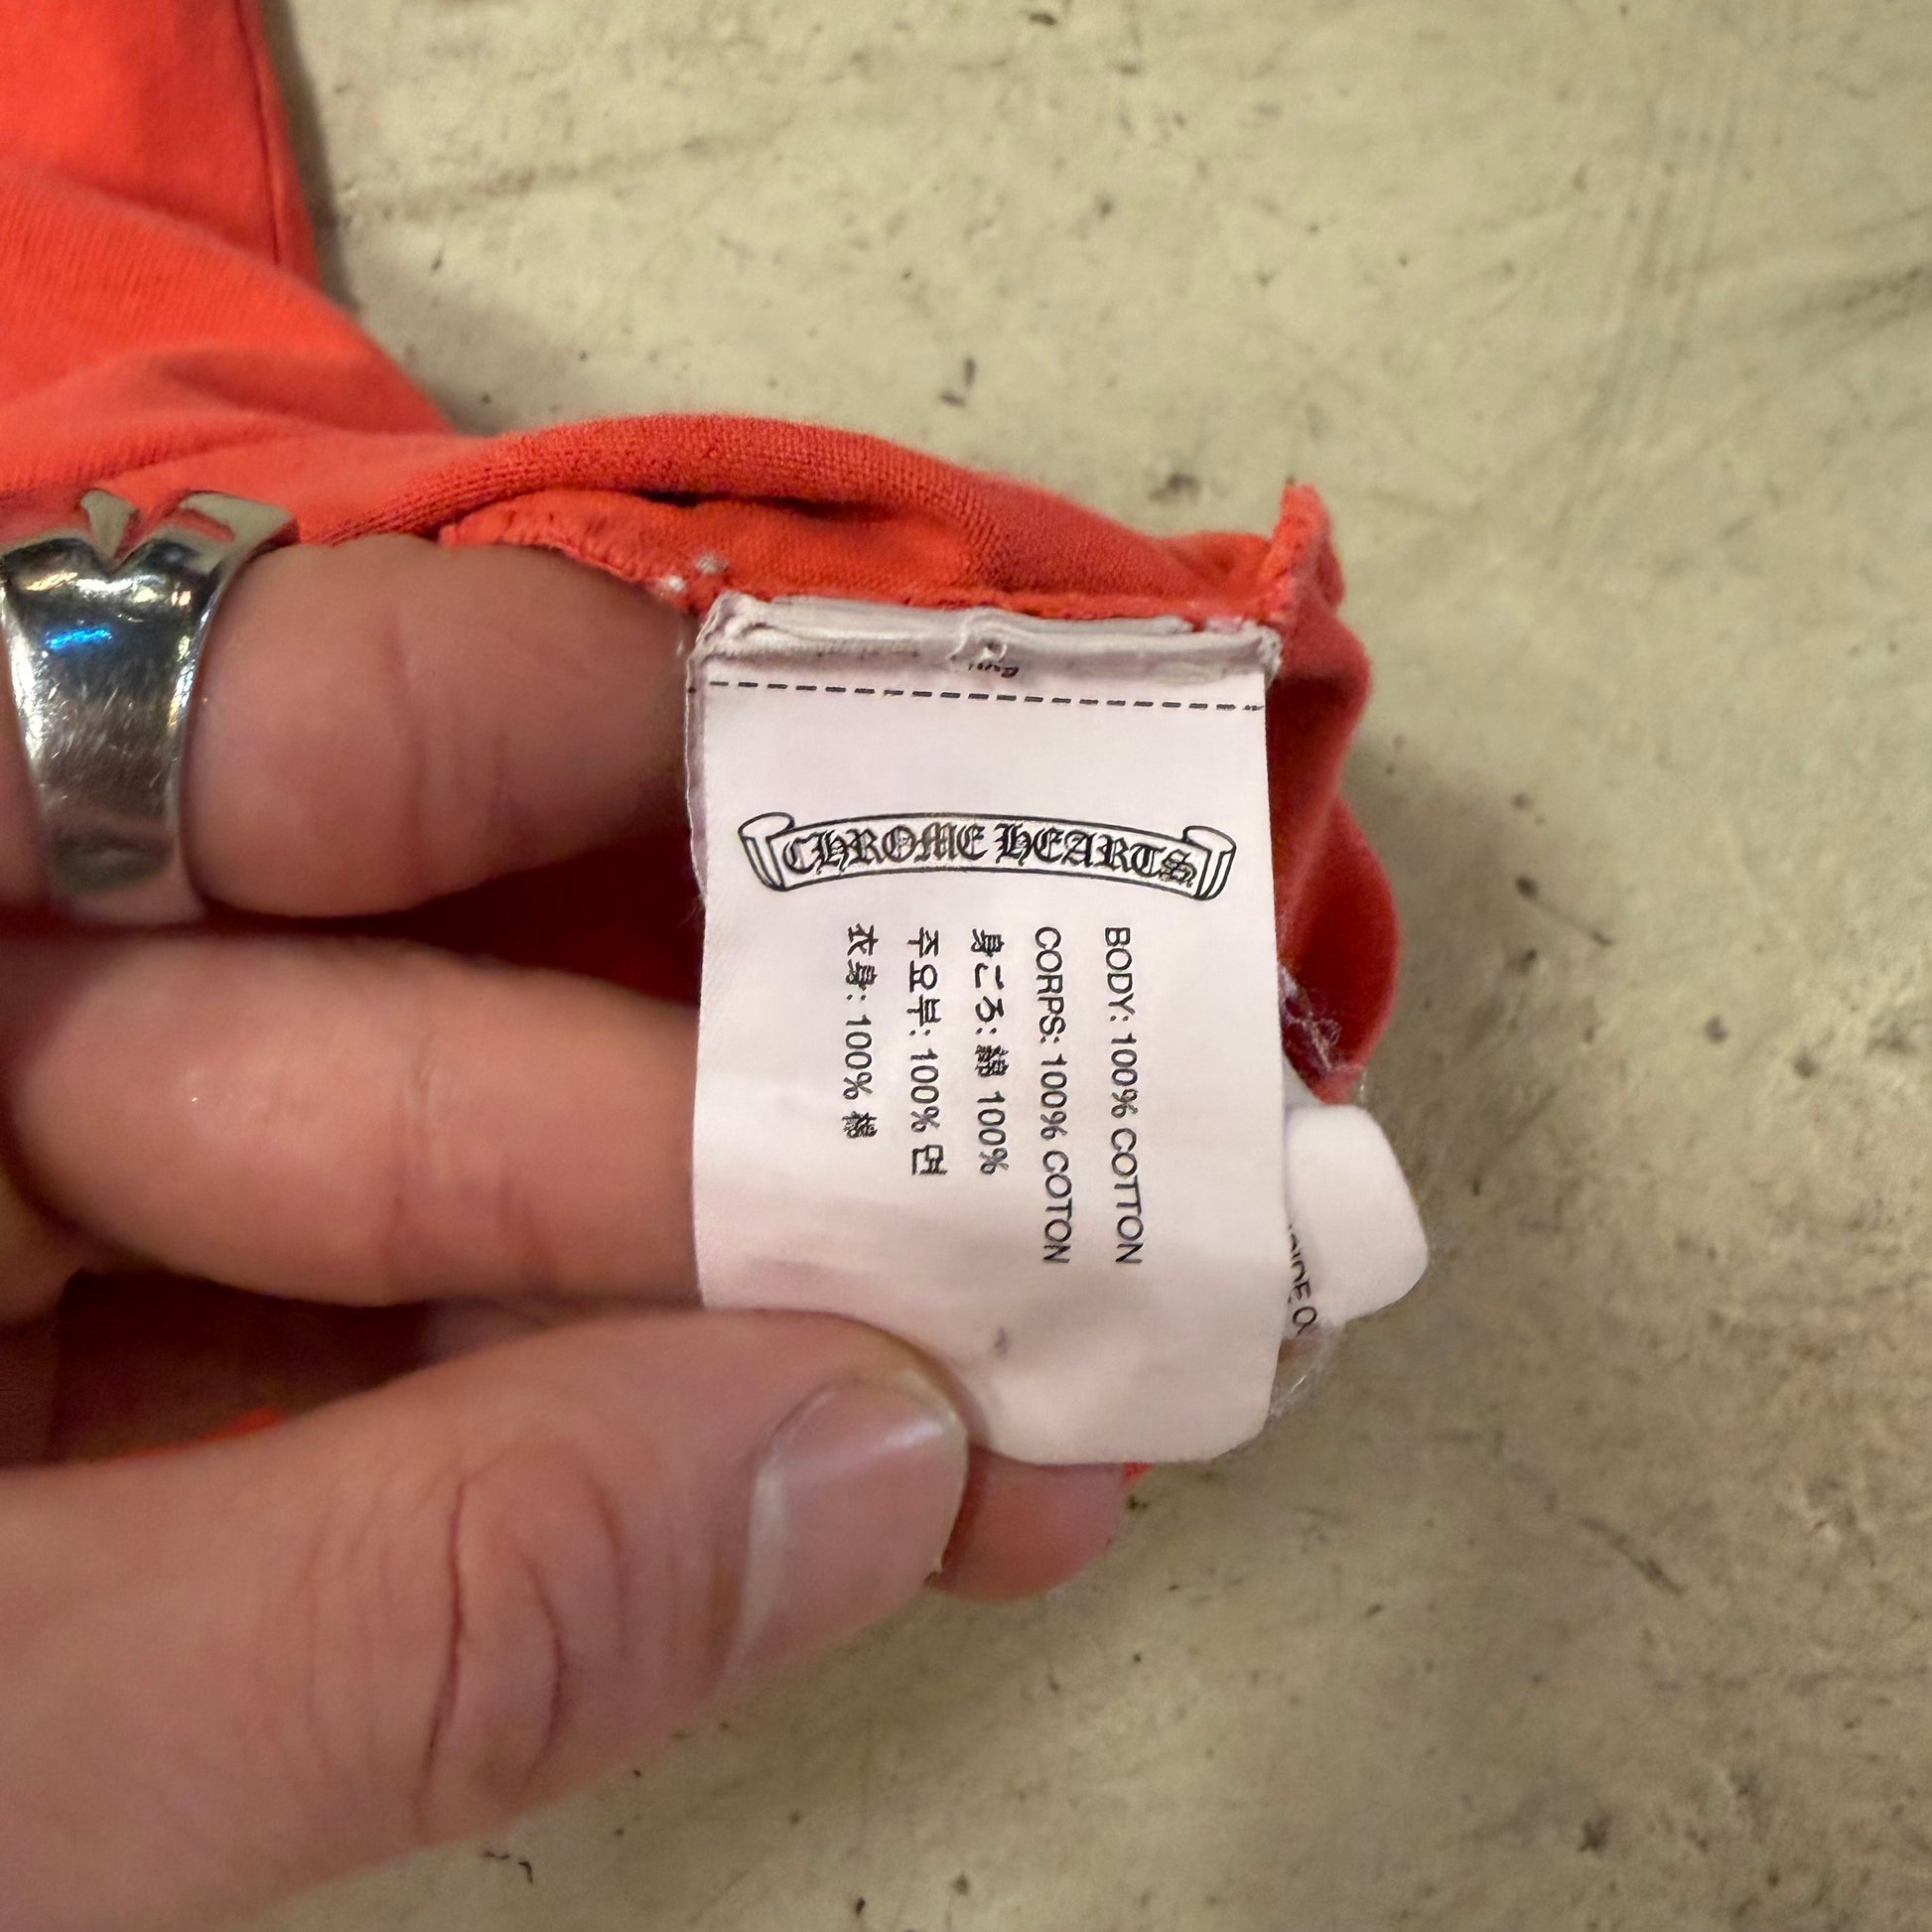 CHROME HEARTS
BODY: 100% COTTON
CORPS: 100% COTON
身ごろ: 綿 100%
주요부: 100% 면
衣身: 100% 棉